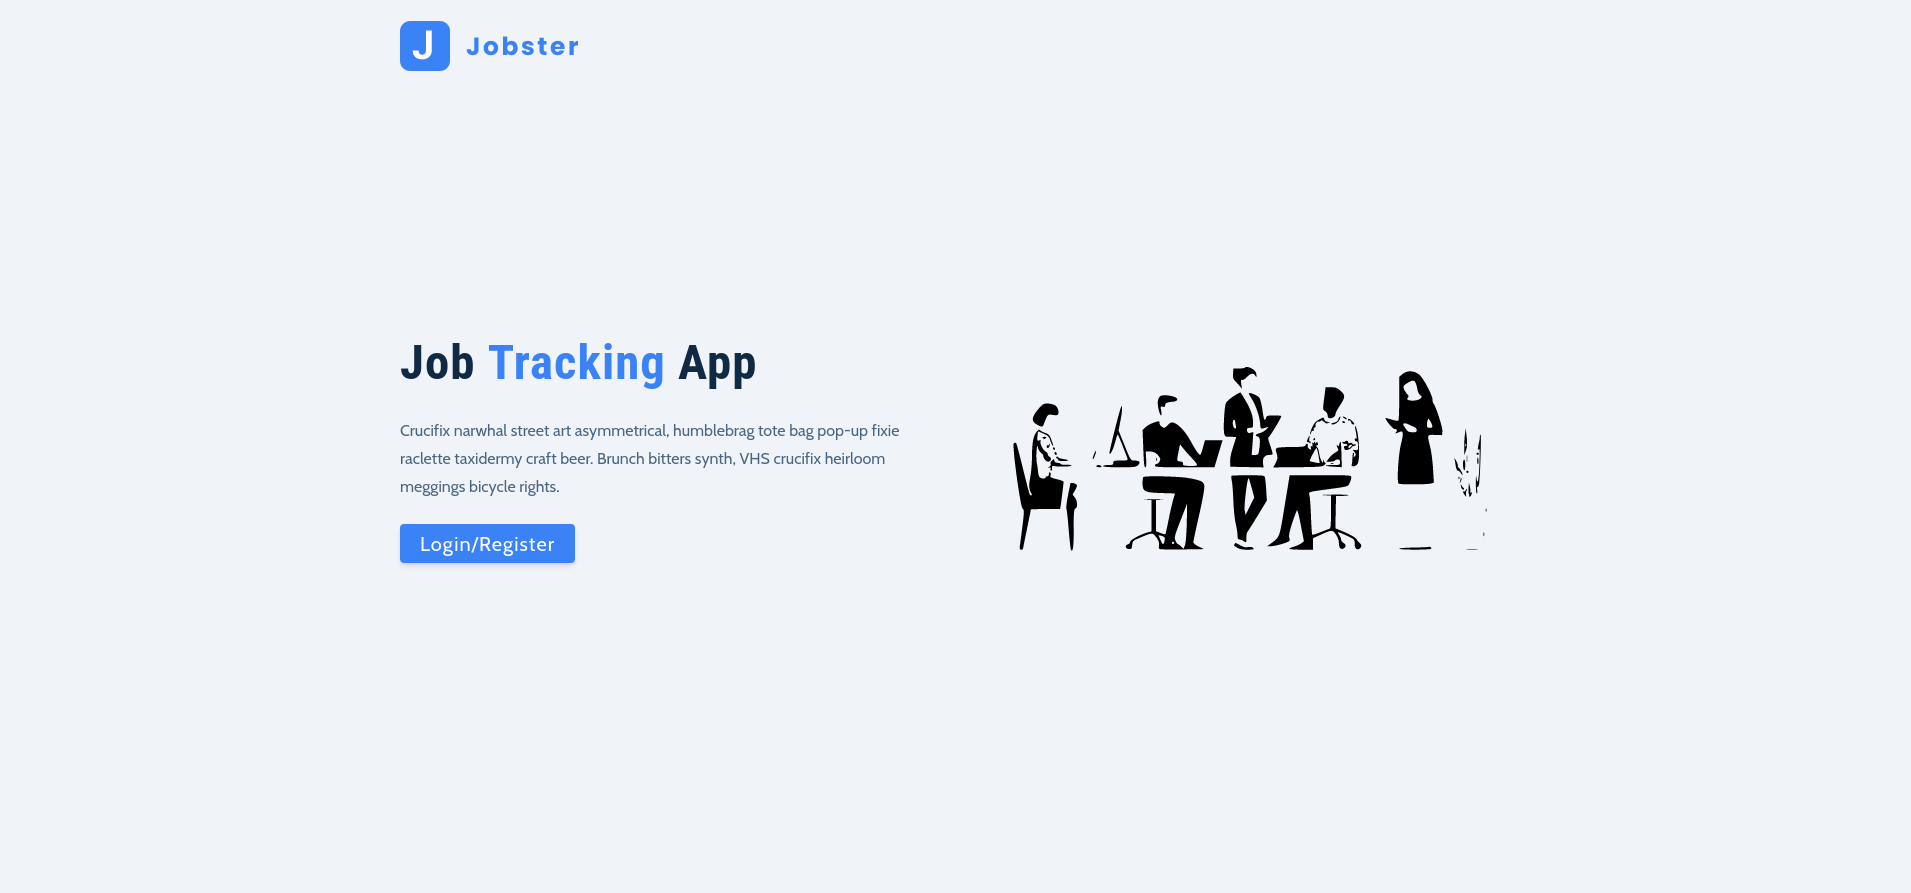 J Jobster
Job Tracking App
Crucifix narwhal street art asymmetrical, humblebrag tote bag pop-up fixie
raclette taxidermy craft beer. Brunch bitters synth, VHS crucifix heirloom
meggings bicycle rights.
Login/Register